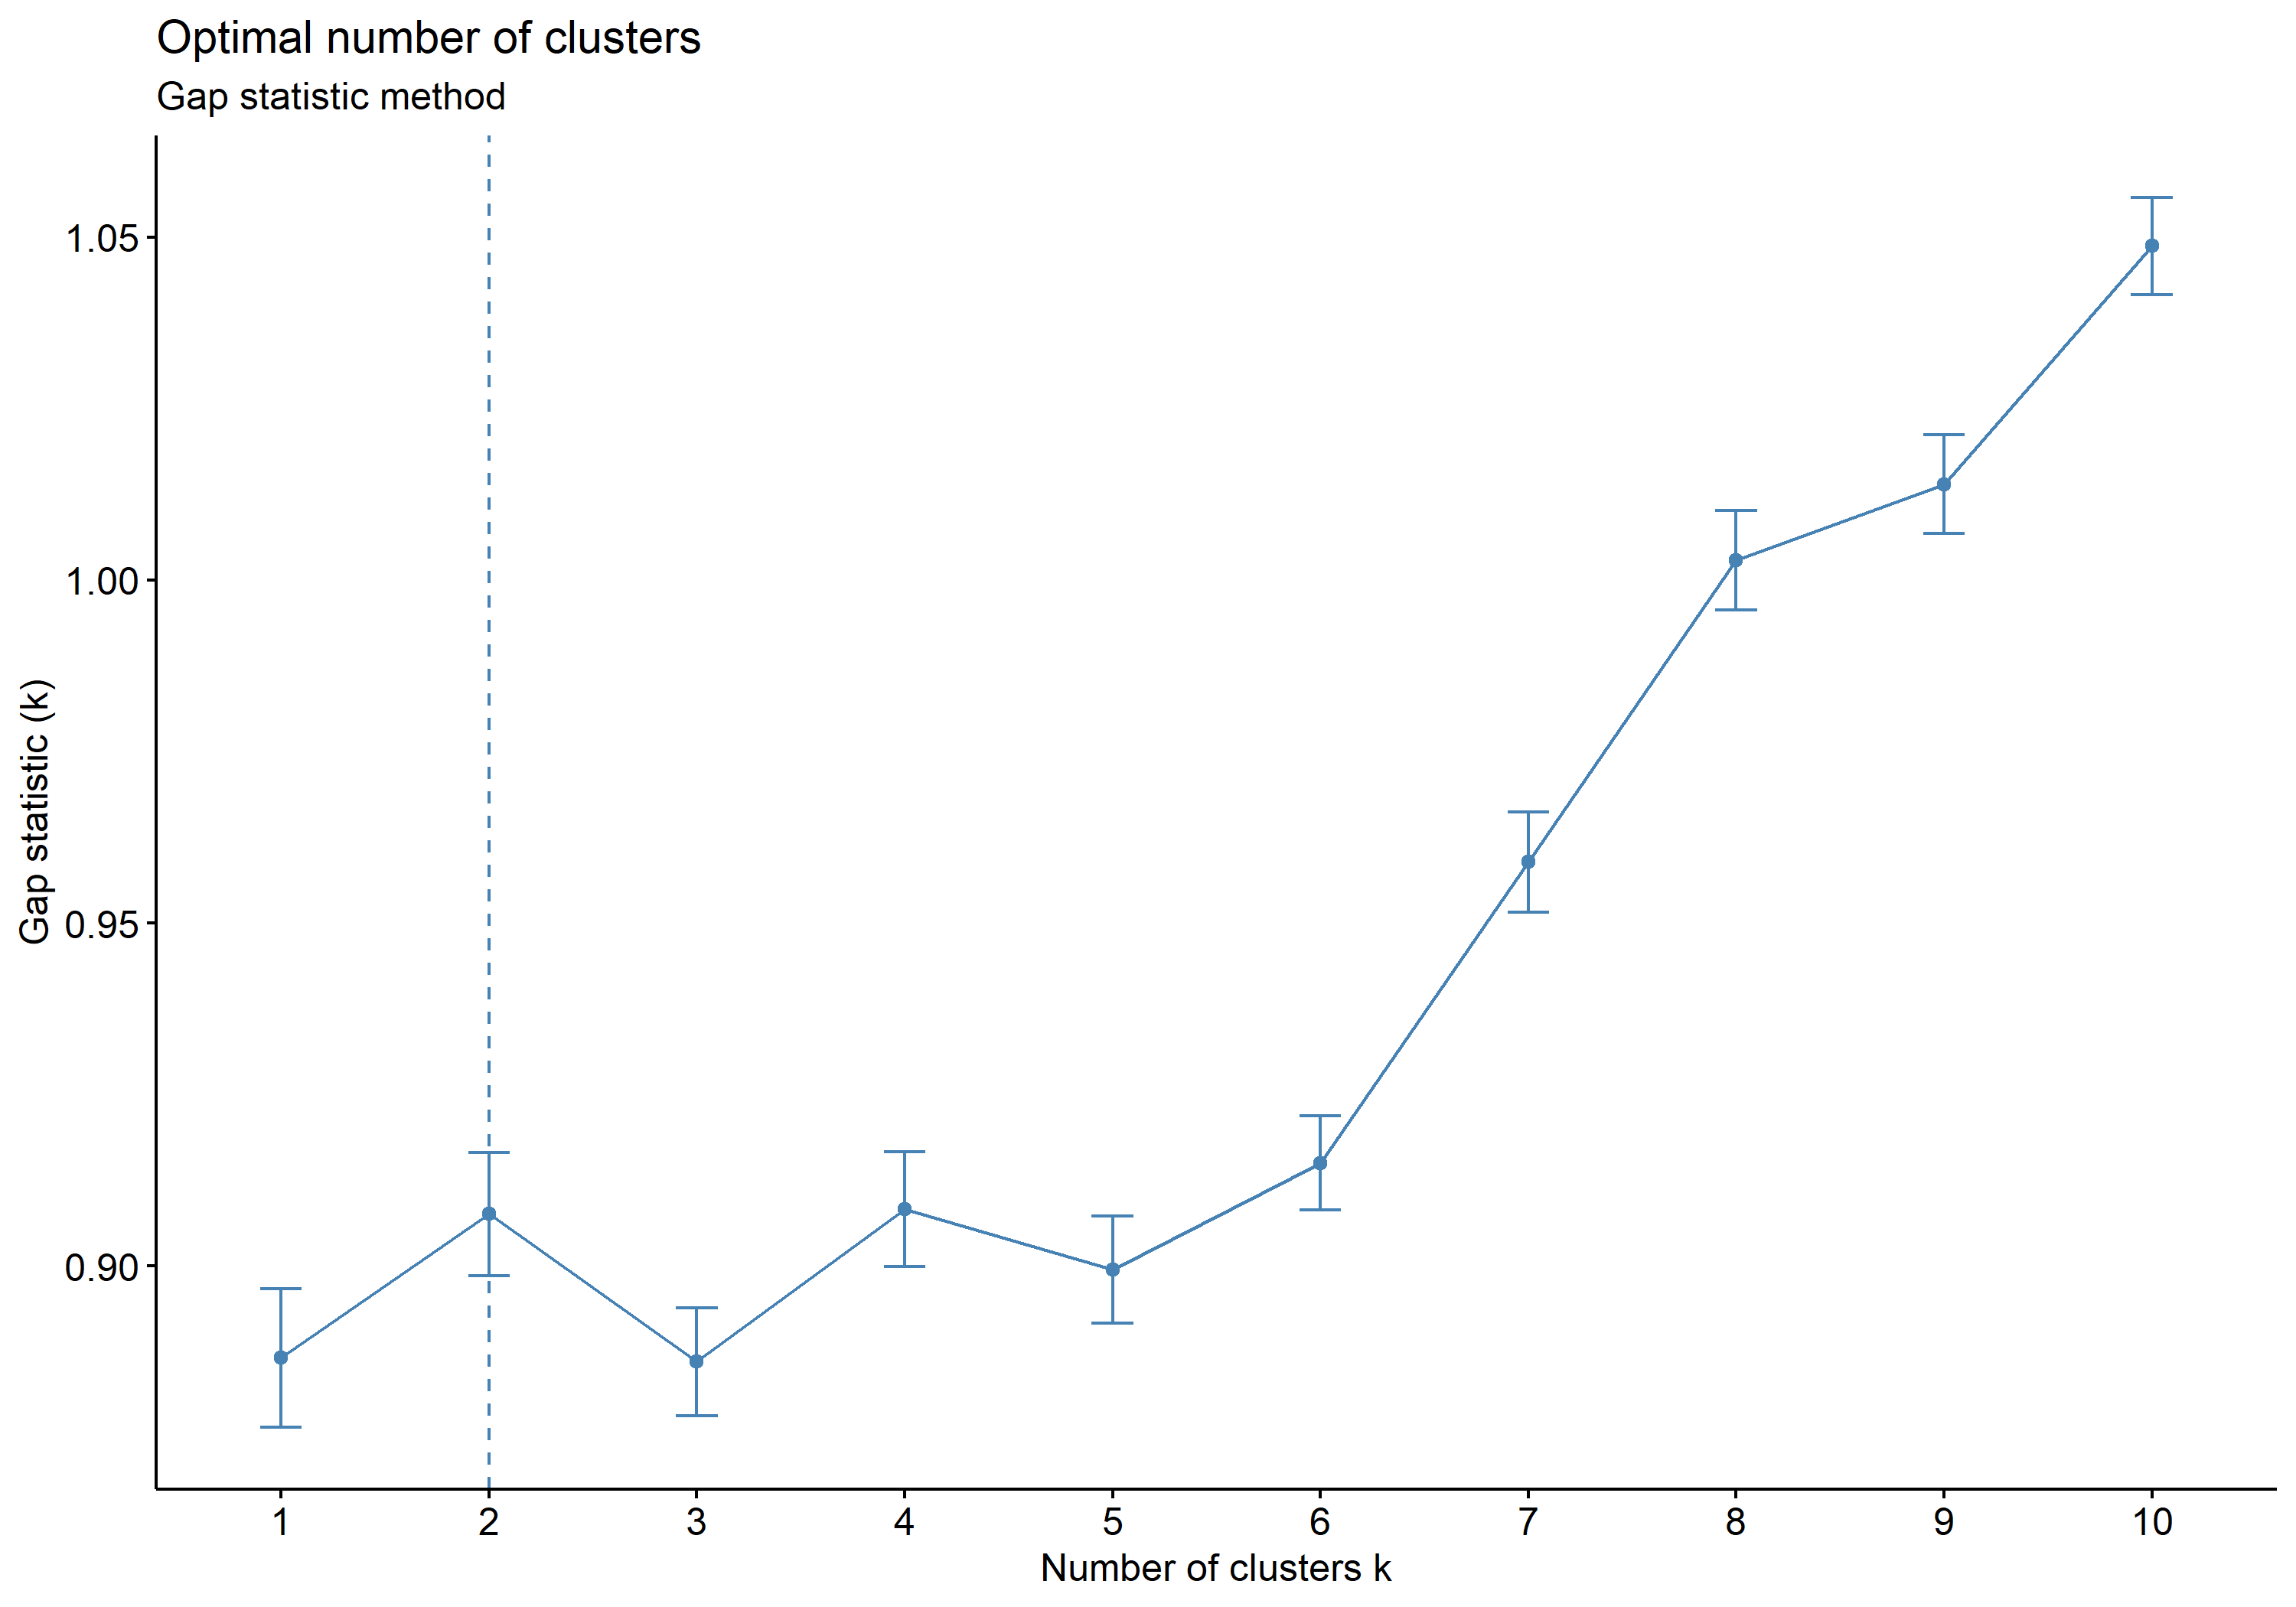 Optimal number of clusters
Gap statistic method
1.05
1.00
0.95
0.90
Gap statistic (k)
1 2 3 4 5 6 7 8 9 10
Number of clusters k